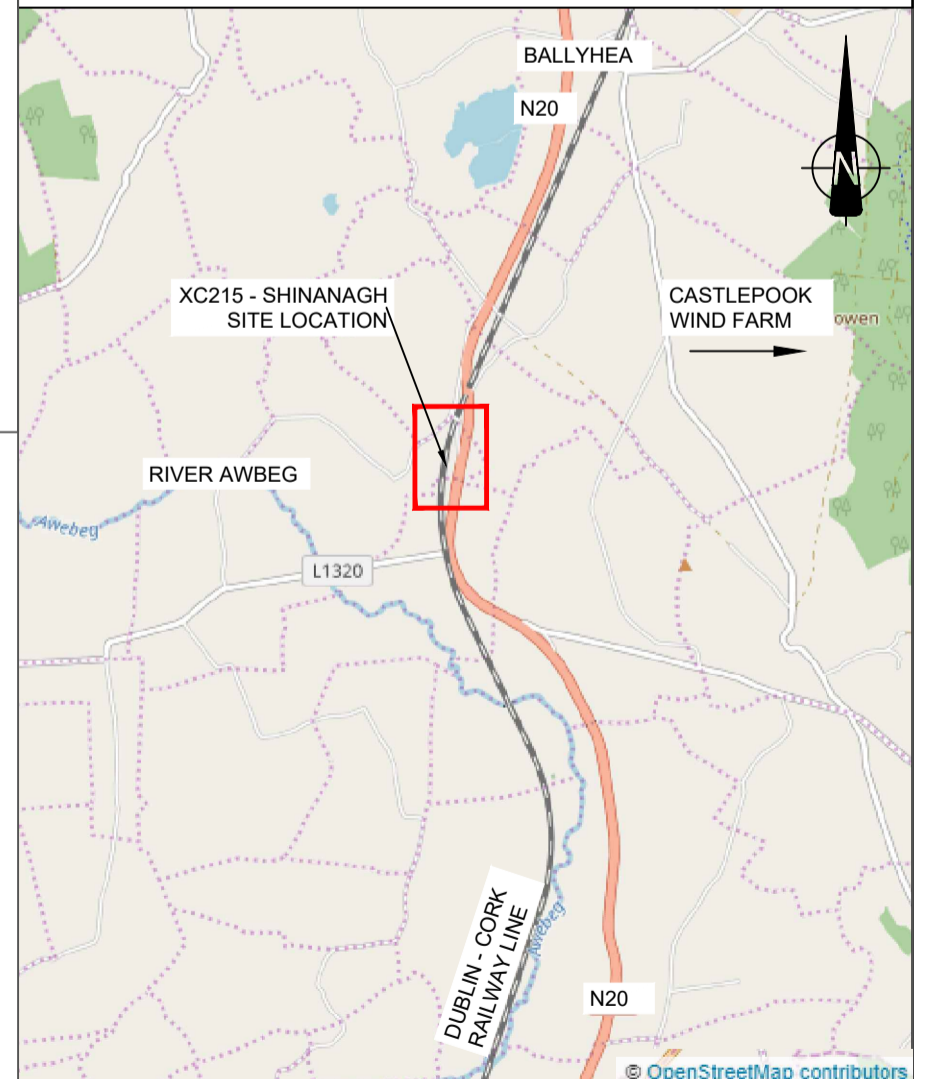 BALLYHEA
N20
N
XC215 - SHINANAGH
SITE LOCATION
CASTLEPOOK
WIND FARM
owen
RIVER AWBEG
Awebeg
L1320
DUBLIN - CORK
RAILWAY LINE
Awebeg
N20
© OpenStreetMap contributors